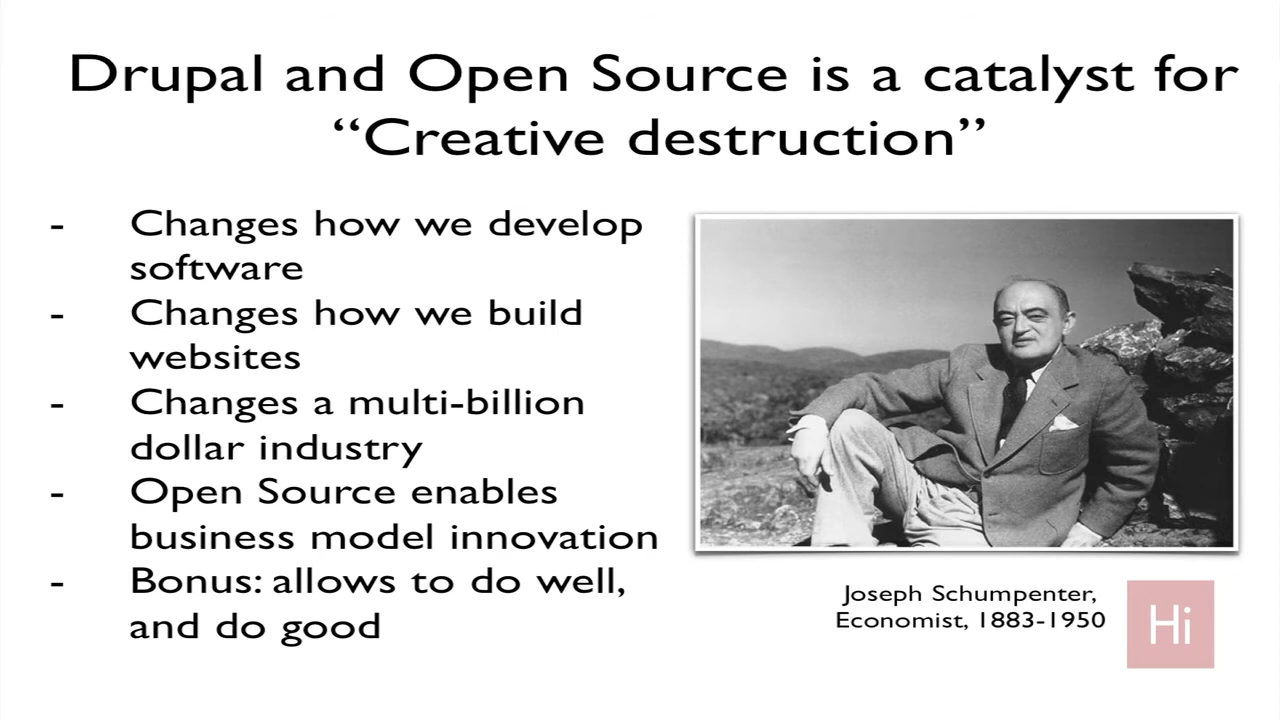 Drupal and Open Source is a catalyst for
“Creative destruction”
- Changes how we develop
software
- Changes how we build
websites
- Changes a multi-billion
dollar industry
- Open Source enables
business model innovation
- Bonus: allows to do well,
and do good
Joseph Schumpenter,
Economist, 1883-1950
Hi